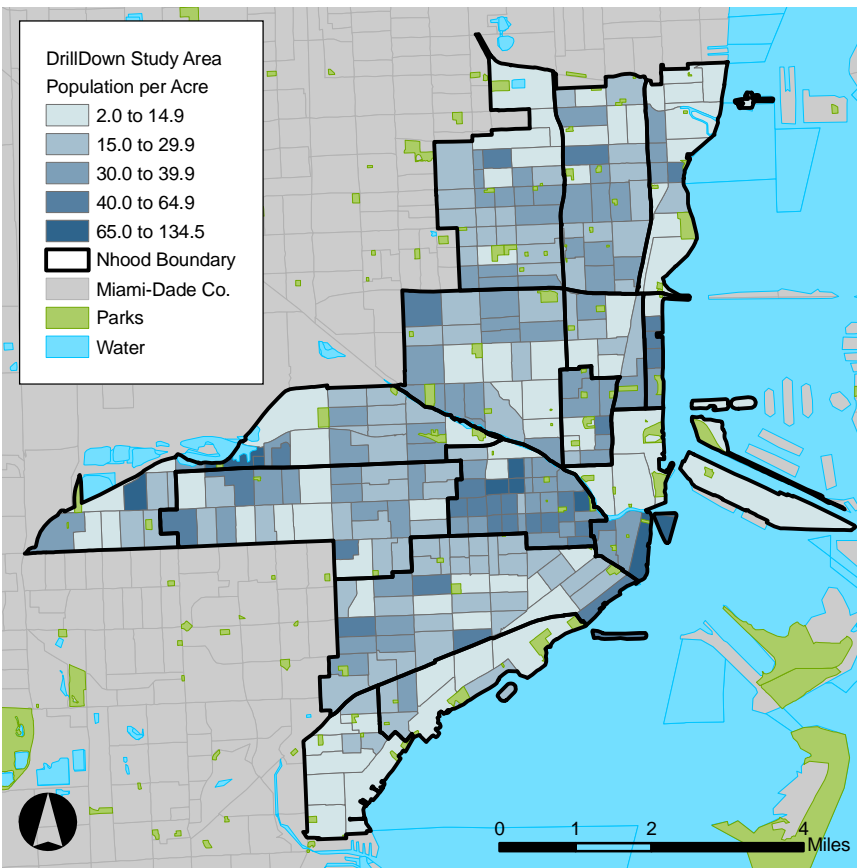 DrillDown Study Area
Population per Acre
2.0 to 14.9
15.0 to 29.9
30.0 to 39.9
40.0 to 64.9
65.0 to 134.5
Nhood Boundary
Miami-Dade Co.
Parks
Water
0 1 2 4
Miles